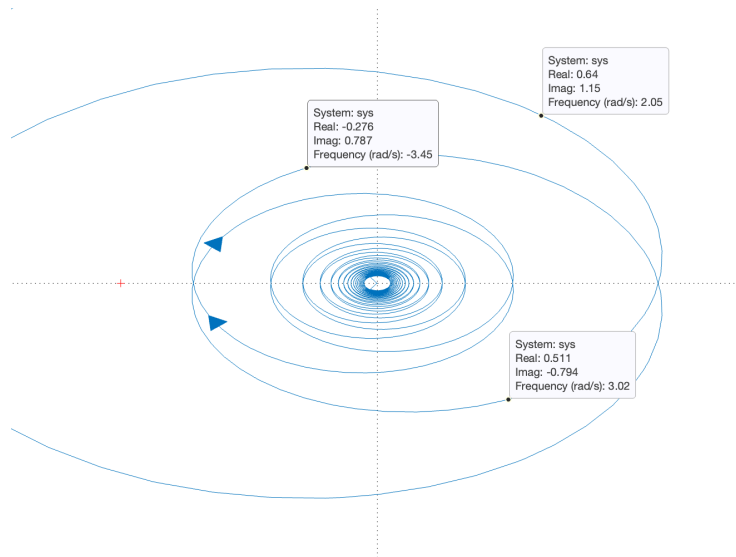 System: sys
Real: 0.64
Imag: 1.15
Frequency (rad/s): 2.05
System: sys
Real: -0.276
Imag: 0.787
Frequency (rad/s): -3.45
System: sys
Real: 0.511
Imag: -0.794
Frequency (rad/s): 3.02